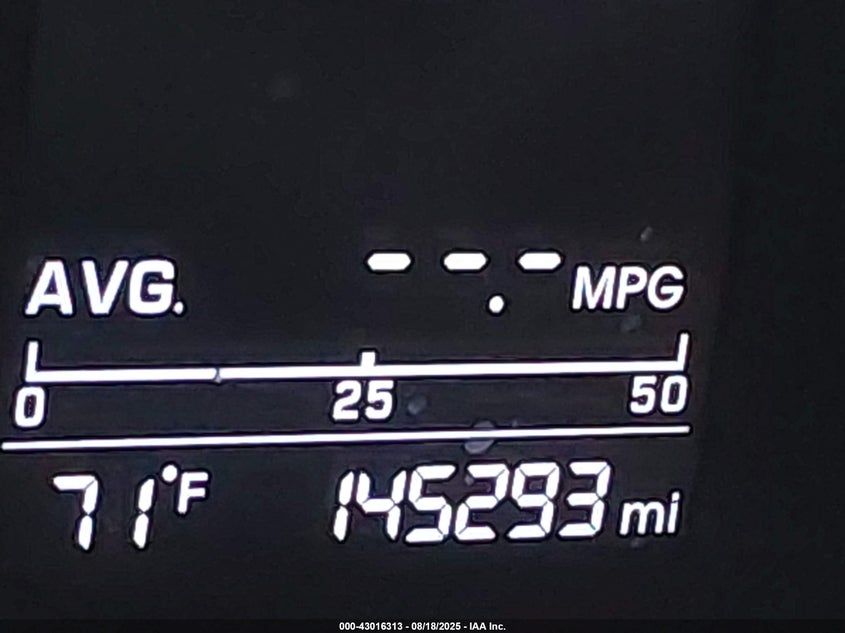 AVG. --.- MPG
0 25 50
71°F 145293 mi
000-43016313 - 08/18/2025 - IAA Inc.